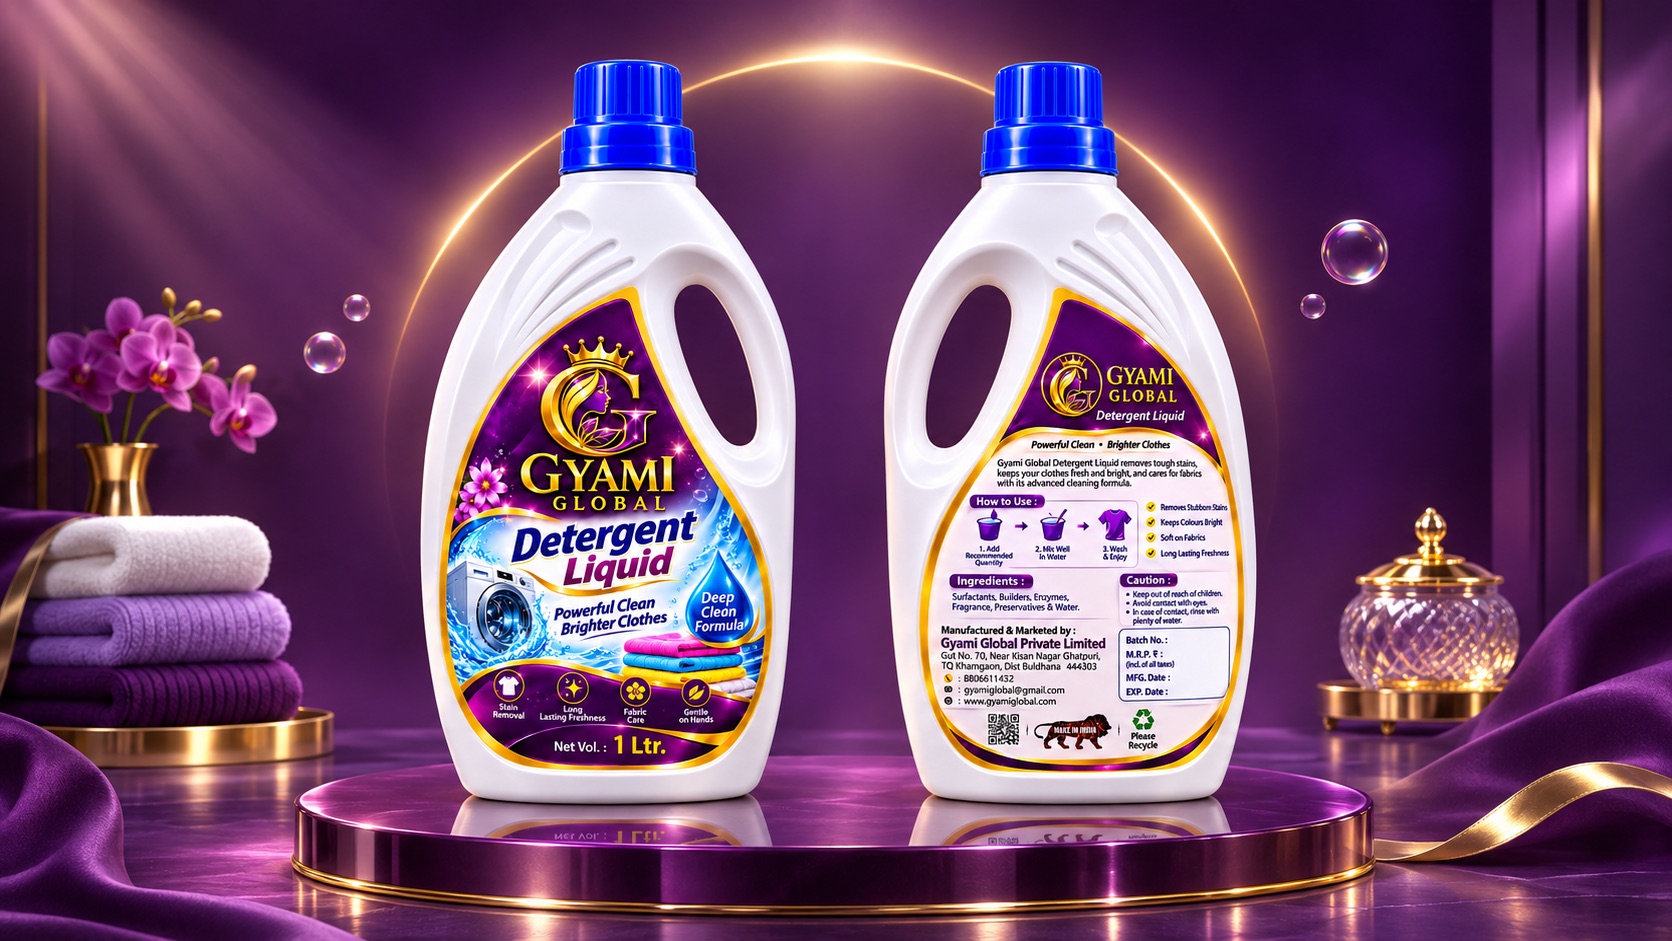 GYAMI
GLOBAL
Detergent
Liquid
Powerful Clean
Brighter Clothes
Deep
Clean
Formula
Stain
Removal
Long
Lasting Freshness
Fabric
Care
Gentle
on Hands
Net Vol. : 1 Ltr.
GYAMI
GLOBAL
Detergent Liquid
Powerful Clean • Brighter Clothes
Gyami Global Detergent Liquid removes tough stains,
keeps your clothes fresh and bright, and cares for fabrics
with its advanced cleaning formula.
How to Use :
1. Add
Recommended
Quantity
2. Mix Well
in Water
3. Wash
& Enjoy
Removes Stubborn Stains
Keeps Colours Bright
Soft on Fabrics
Long Lasting Freshness
Ingredients :
Surfactants, Builders, Enzymes,
Fragrance, Preservatives & Water.
Caution :
• Keep out of reach of children.
• Avoid contact with eyes.
• In case of contact, rinse with
plenty of water.
Manufactured & Marketed by :
Gyami Global Private Limited
Gut No. 70, Near Kisan Nagar Ghatpuri,
TQ Khamgaon, Dist Buldhana 444303
: 8806611432
: gyamiglobal@gmail.com
: www.gyamiglobal.com
Batch No. :
M.R.P. ₹ :
(incl. of all taxes)
MFG. Date :
EXP. Date :
MAKE IN INDIA
Please
Recycle